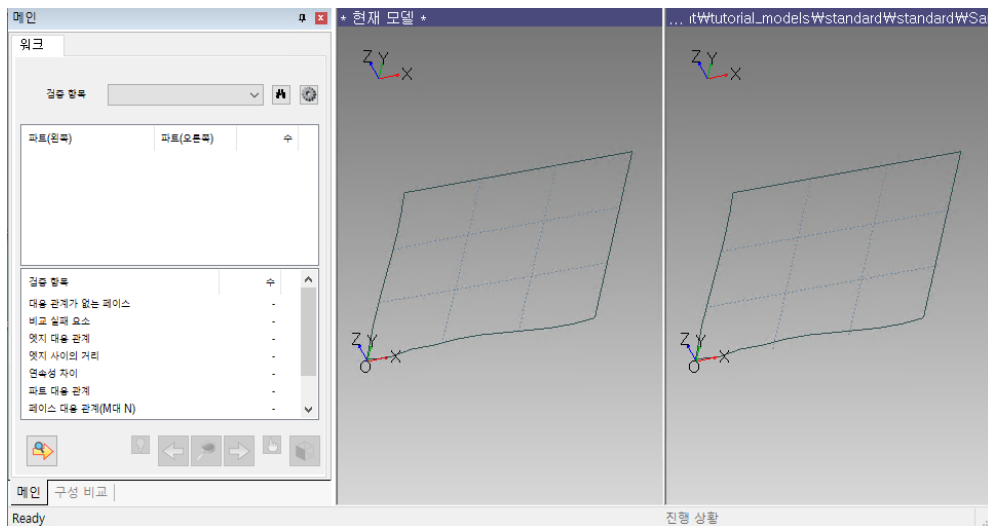 메인
워크
검증 항목
파트(왼쪽) 파트(오른쪽) 수
검증 항목 수
대응 관계가 없는 페이스 -
비교 실패 요소 -
엣지 대응 관계 -
엣지 사이의 거리 -
연속성 차이 -
파트 대응 관계 -
페이스 대응 관계(M대 N) -
메인 구성 비교
Ready
* 현재 모델 *
Z Y X
Z Y X O
... it₩tutorial_models₩standard₩standard₩Sa
Z Y X
Z Y X O
진행 상황